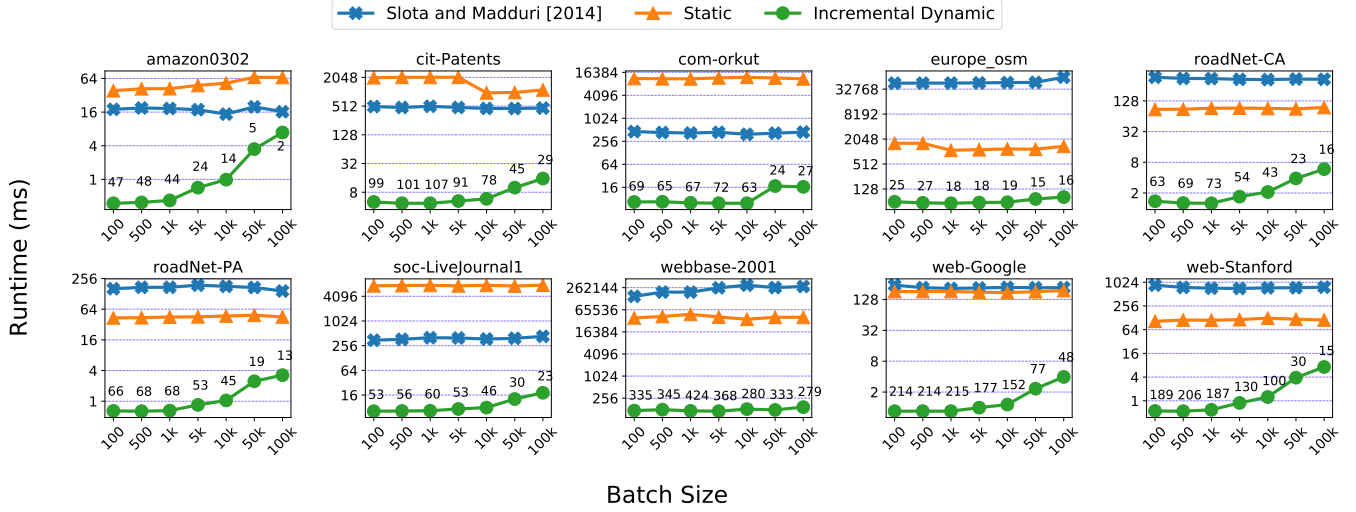 Slota and Madduri [2014] Static Incremental Dynamic
amazon0302 cit-Patents com-orkut europe_osm roadNet-CA
64 16 4 1
47 48 44 24 14 5 2
100 500 1k 5k 10k 50k 100k
2048 512 128 32 8
99 101 107 91 78 45 29
100 500 1k 5k 10k 50k 100k
16384 4096 1024 256 64 16
69 65 67 72 63 24 27
100 500 1k 5k 10k 50k 100k
32768 8192 2048 512 128
25 27 18 18 19 15 16
100 500 1k 5k 10k 50k 100k
128 32 8 2
63 69 73 54 43 23 16
100 500 1k 5k 10k 50k 100k
Runtime (ms)
roadNet-PA soc-LiveJournal1 webbase-2001 web-Google web-Stanford
256 64 16 4 1
66 68 68 53 45 19 13
100 500 1k 5k 10k 50k 100k
4096 1024 256 64 16
53 56 60 53 46 30 23
100 500 1k 5k 10k 50k 100k
262144 65536 16384 4096 1024 256
335 345 424 368 280 333 279
100 500 1k 5k 10k 50k 100k
128 32 8 2
214 214 215 177 152 77 48
100 500 1k 5k 10k 50k 100k
1024 256 64 16 4 1
189 206 187 130 100 30 15
100 500 1k 5k 10k 50k 100k
Batch Size